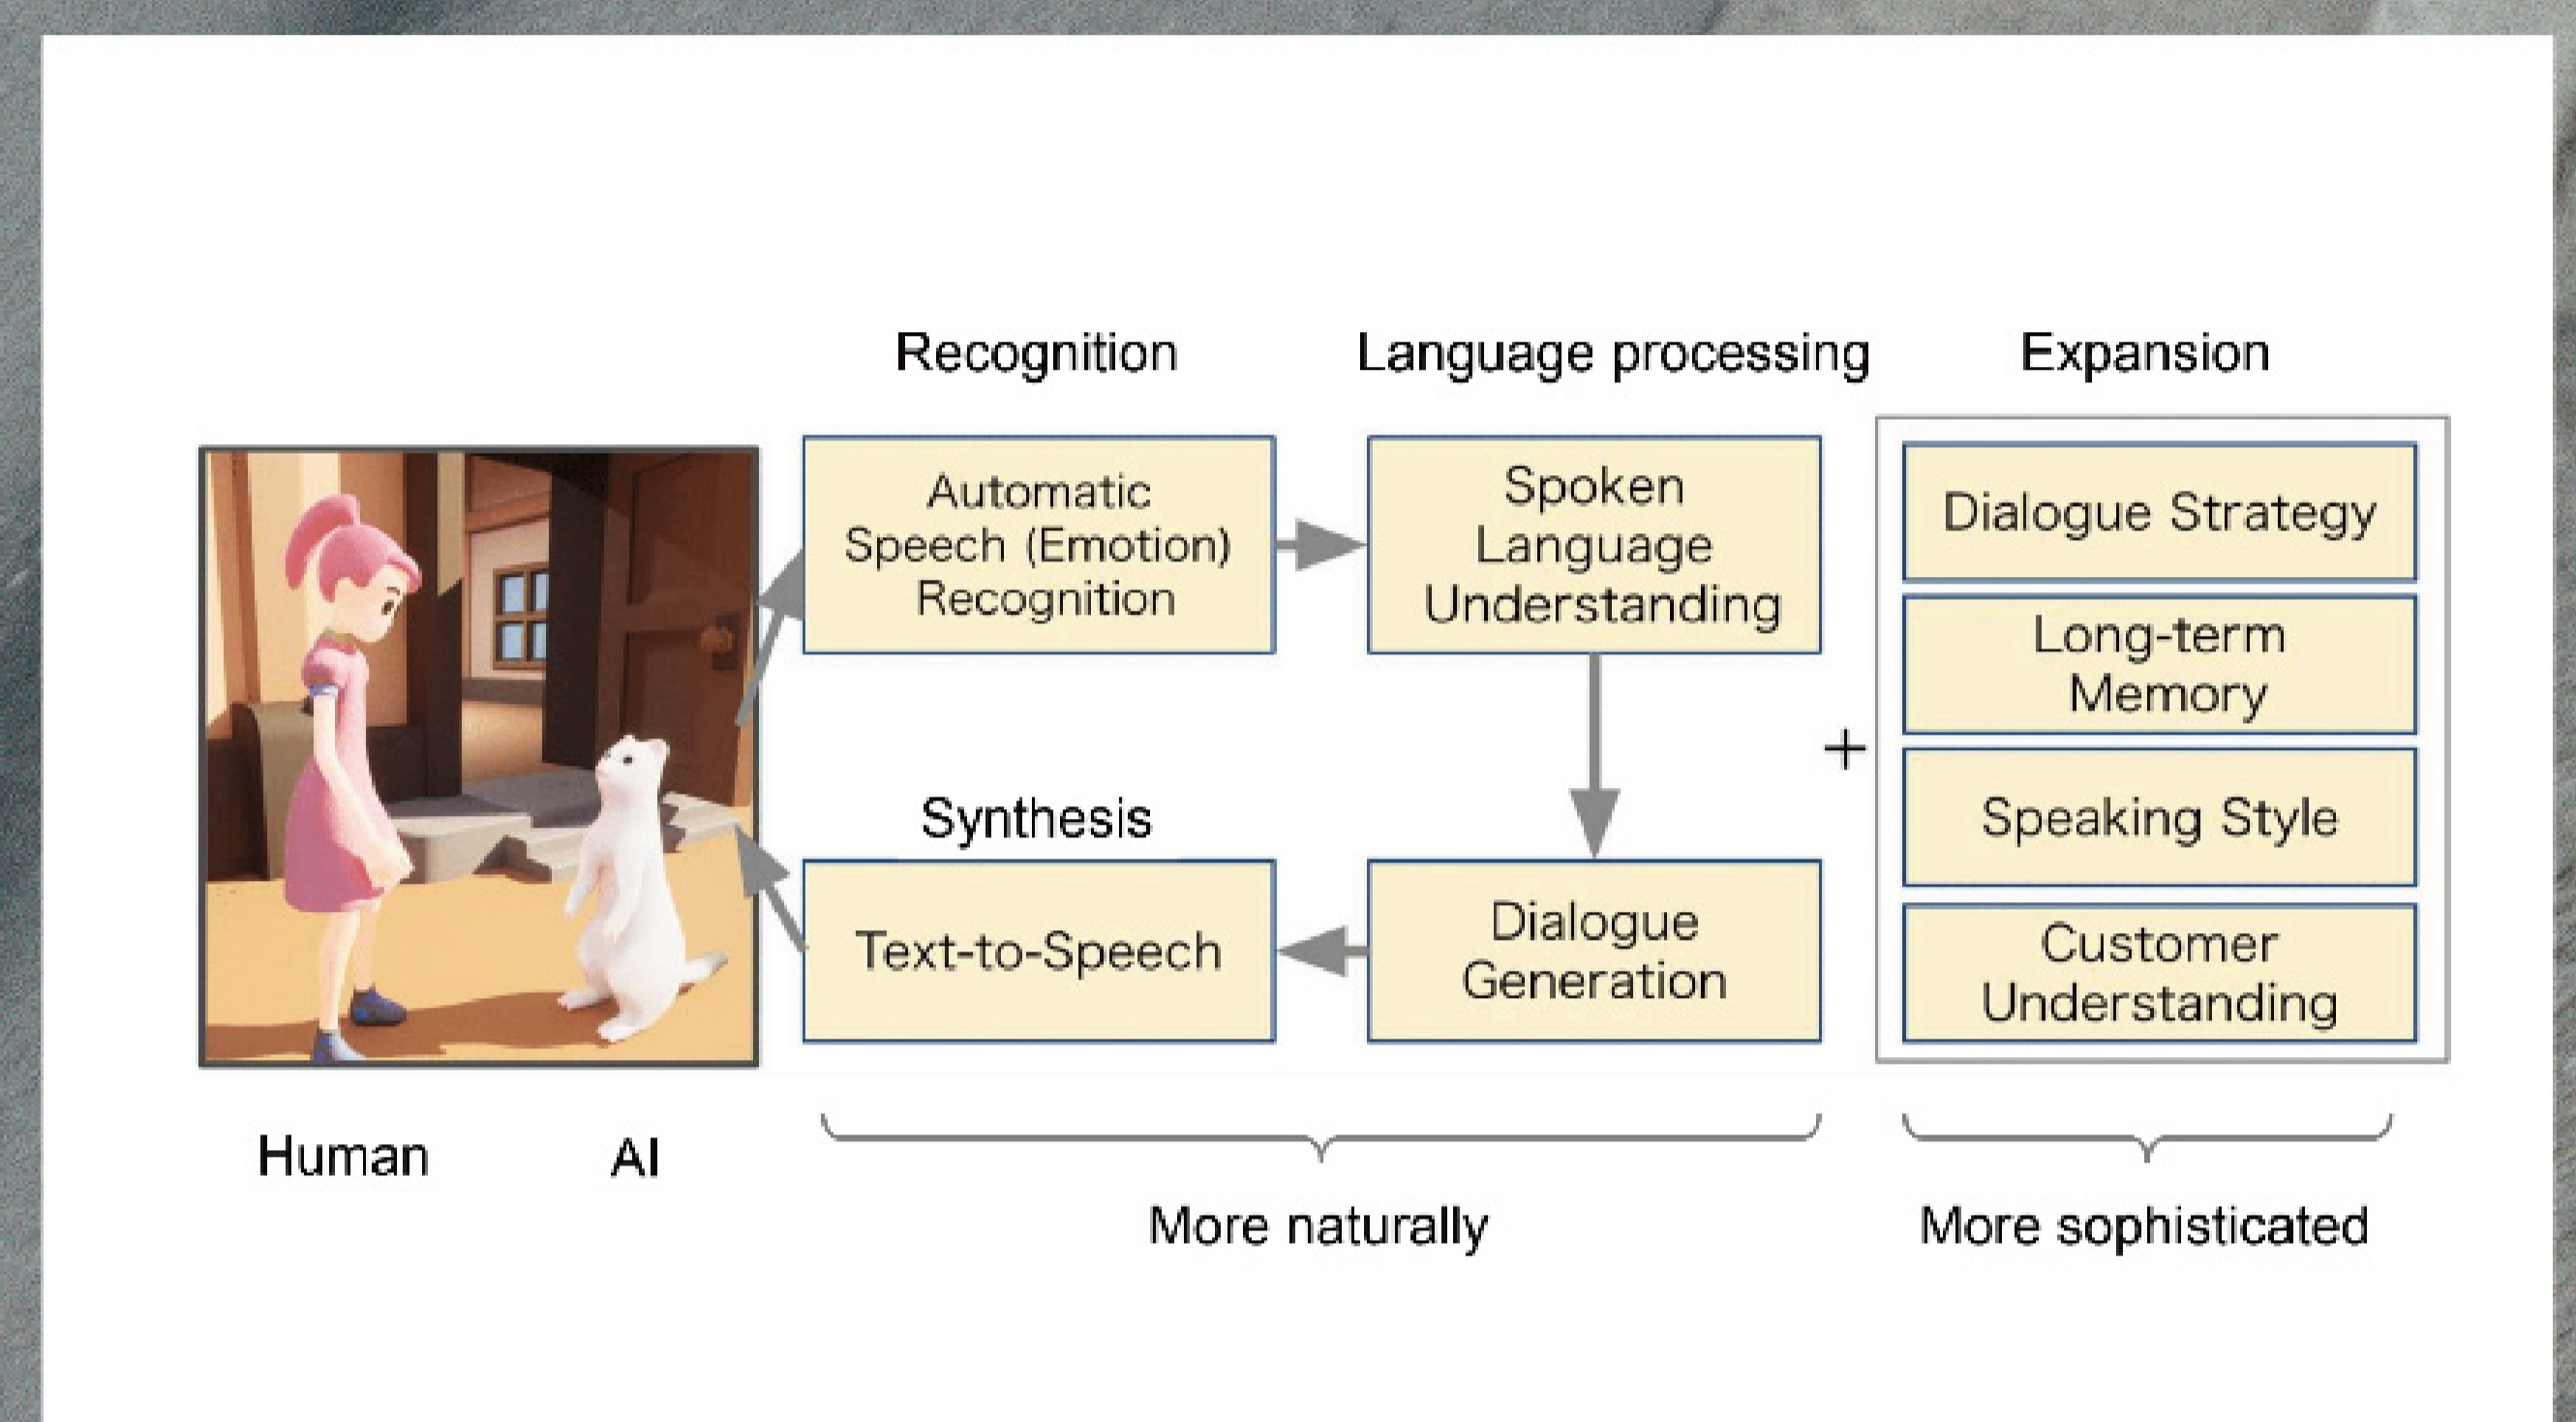 Recognition
Language processing
Expansion
Automatic
Speech (Emotion)
Recognition
Spoken
Language
Understanding
Dialogue Strategy
Long-term
Memory
+
Speaking Style
Customer
Understanding
Synthesis
Text-to-Speech
Dialogue
Generation
Human
AI
More naturally
More sophisticated